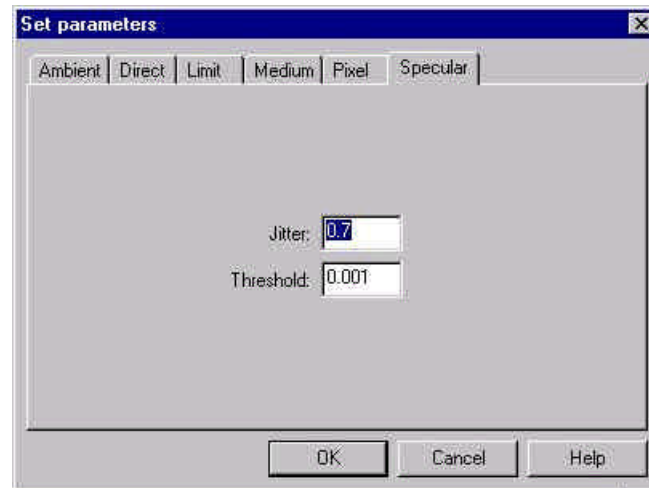 Set parameters
Ambient Direct Limit Medium Pixel Specular
Jitter: 0.7
Threshold: 0.001
OK Cancel Help